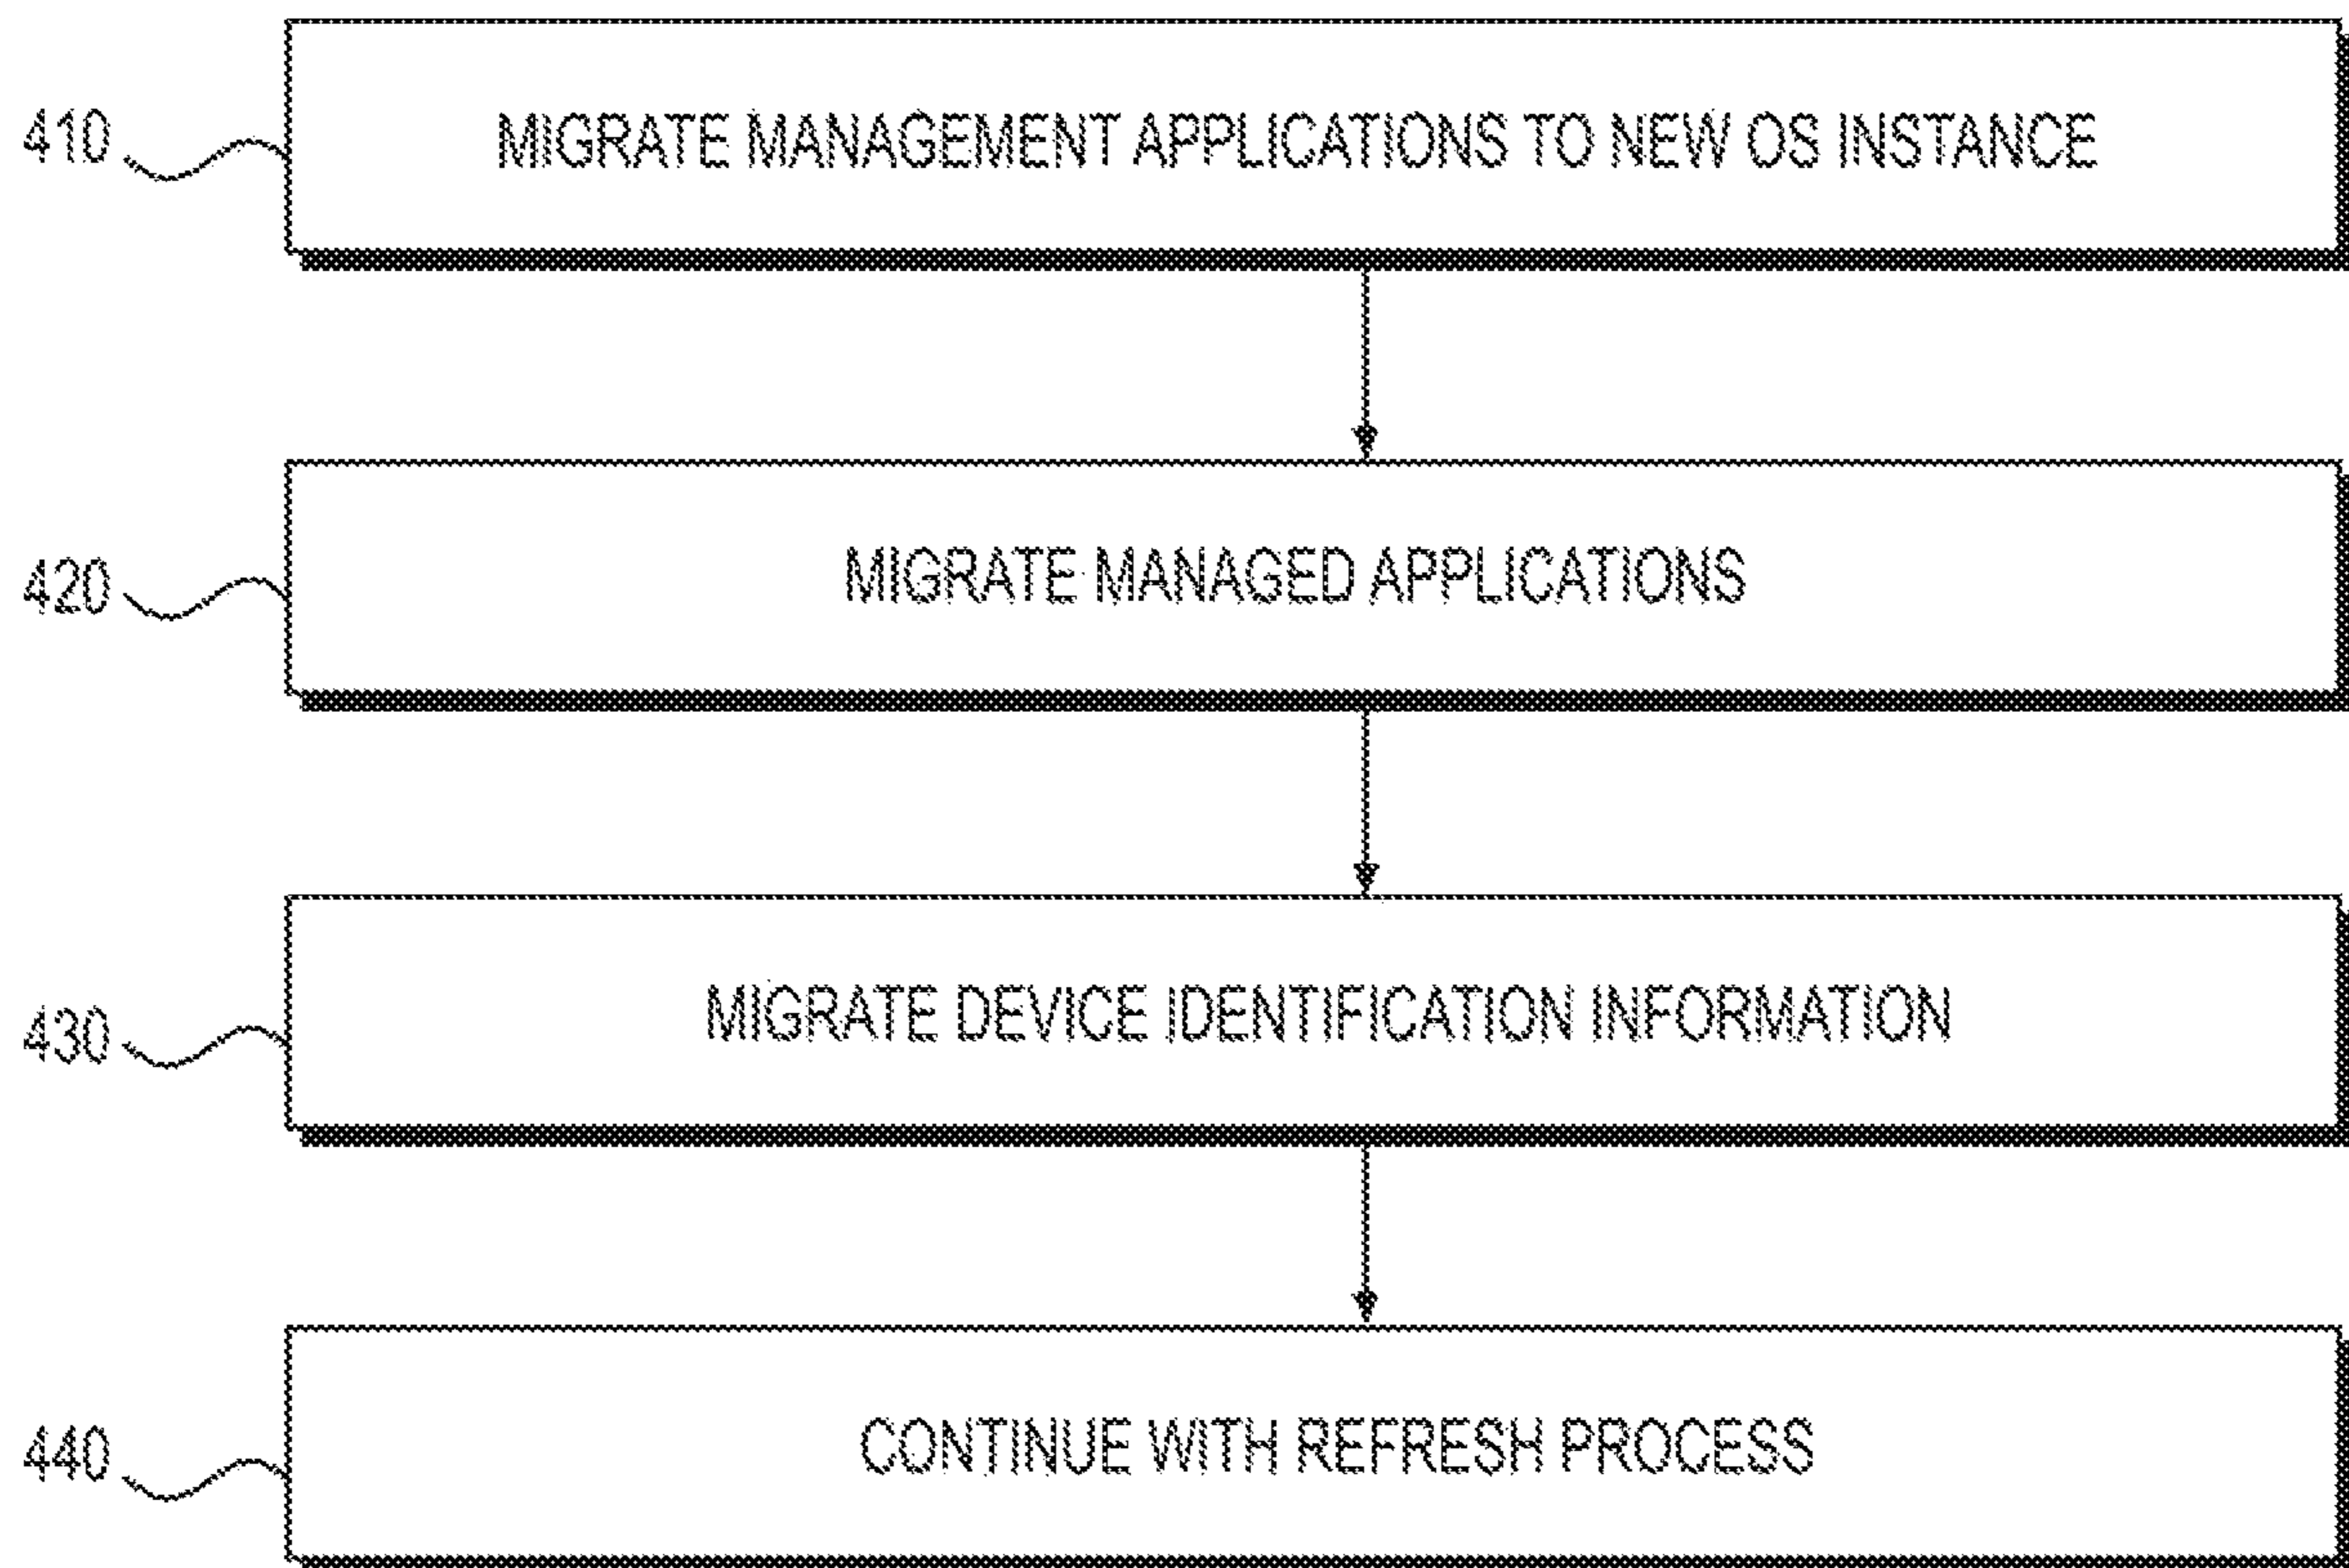 410
MIGRATE MANAGEMENT APPLICATIONS TO NEW OS INSTANCE
420
MIGRATE MANAGED APPLICATIONS
430
MIGRATE DEVICE IDENTIFICATION INFORMATION
440
CONTINUE WITH REFRESH PROCESS